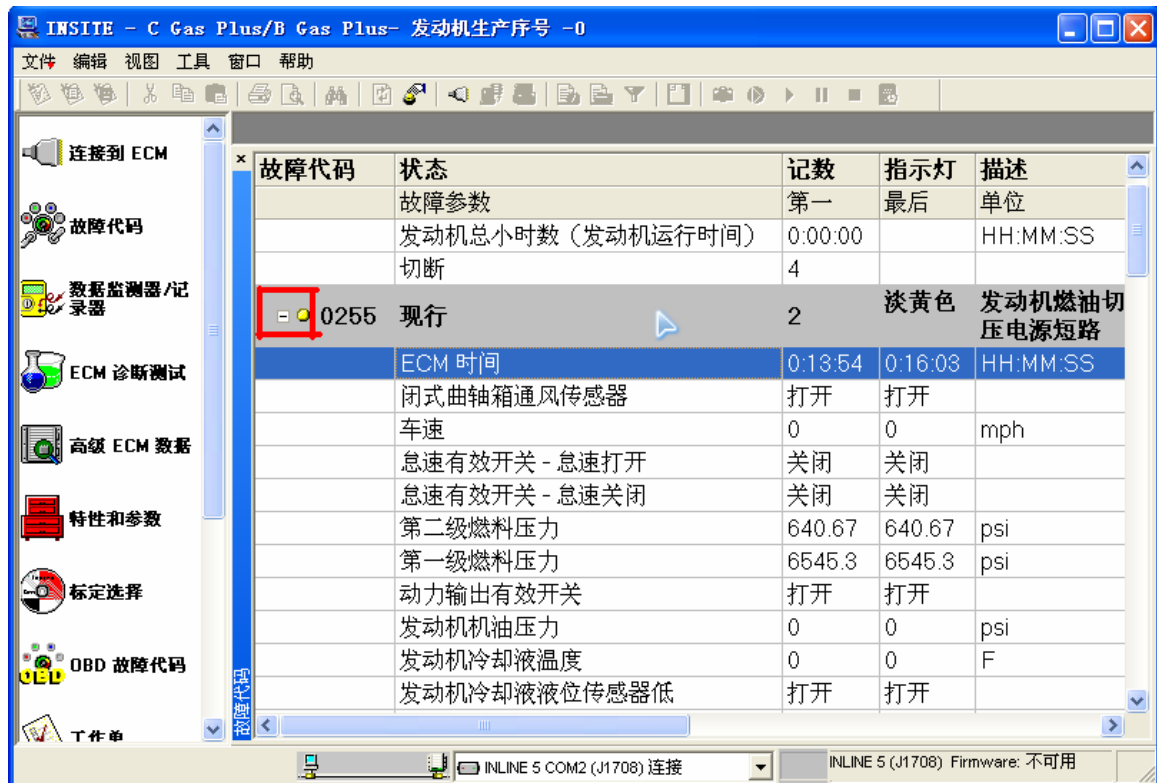 INSITE - C Gas Plus/B Gas Plus- 发动机生产序号 -0
文件 编辑 视图 工具 窗口 帮助
连接到 ECM
故障代码
数据监测器/记
录器
ECM 诊断测试
高级 ECM 数据
特性和参数
标定选择
OBD 故障代码
工作单
故障代码
故障代码 状态 记数 指示灯 描述
故障参数 第一 最后 单位
发动机总小时数（发动机运行时间） 0:00:00 HH:MM:SS
切断 4
0255 现行 2 淡黄色 发动机燃油切
压电源短路
ECM 时间 0:13:54 0:16:03 HH:MM:SS
闭式曲轴箱通风传感器 打开 打开
车速 0 0 mph
怠速有效开关 - 怠速打开 关闭 关闭
怠速有效开关 - 怠速关闭 关闭 关闭
第二级燃料压力 640.67 640.67 psi
第一级燃料压力 6545.3 6545.3 psi
动力输出有效开关 打开 打开
发动机机油压力 0 0 psi
发动机冷却液温度 0 0 F
发动机冷却液液位传感器低 打开 打开
INLINE 5 COM2 (J1708) 连接
INLINE 5 (J1708) Firmware: 不可用